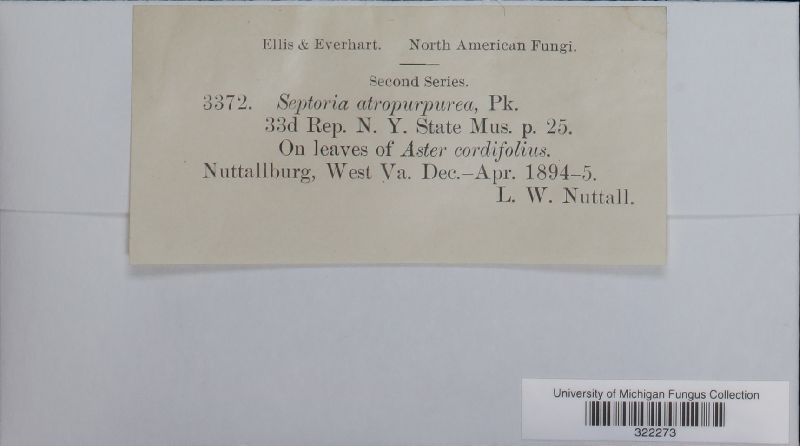 Ellis & Everhart. North American Fungi.
Second Series.
3372. Septoria atropurpurea, Pk.
33d Rep. N. Y. State Mus. p. 25.
On leaves of Aster cordifolius.
Nuttallburg, West Va. Dec.–Apr. 1894–5.
L. W. Nuttall.
University of Michigan Fungus Collection
322273